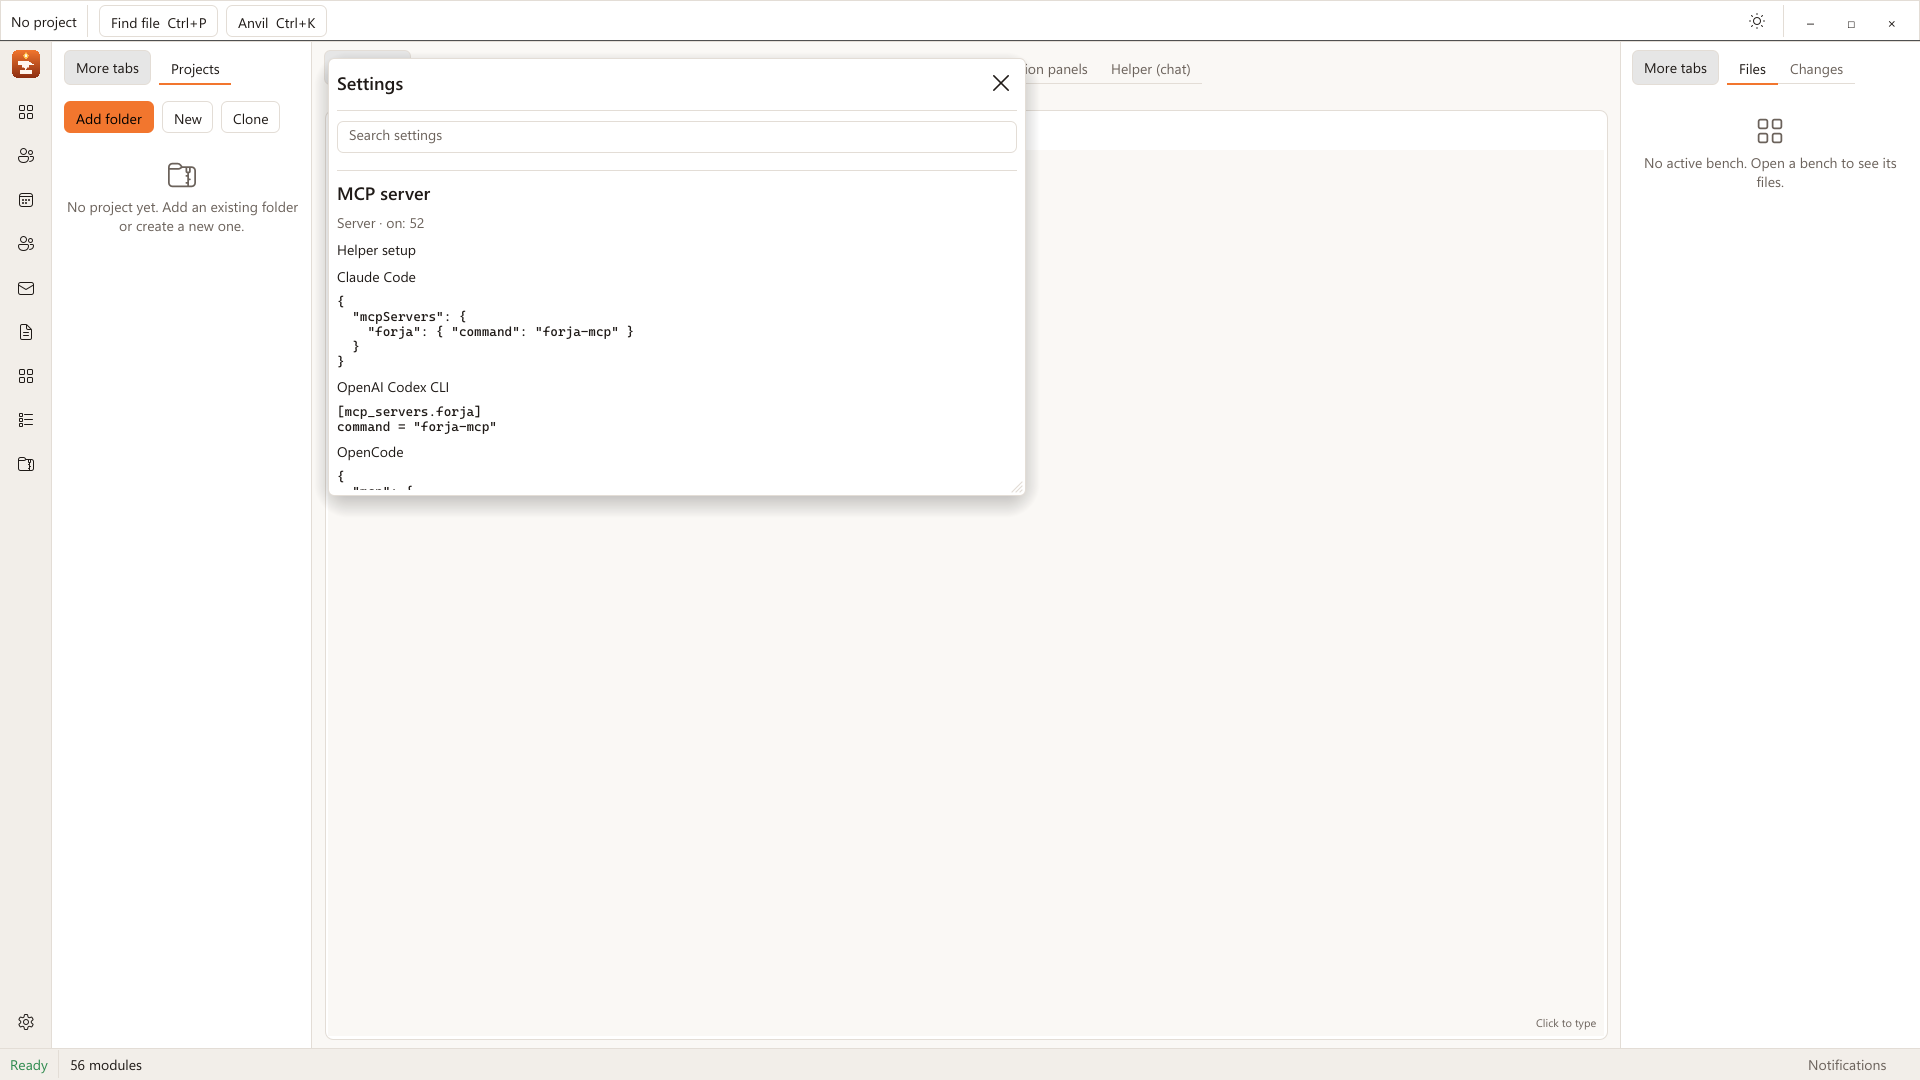 No project
Find file Ctrl+P
Anvil Ctrl+K
More tabs
Projects
Add folder
New
Clone
No project yet. Add an existing folder
or create a new one.
Settings
Search settings
MCP server
Server · on: 52
Helper setup
Claude Code
{
  "mcpServers": {
    "forja": { "command": "forja-mcp" }
  }
}
OpenAI Codex CLI
[mcp_servers.forja]
command = "forja-mcp"
OpenCode
{
panels
Helper (chat)
Click to type
More tabs
Files
Changes
No active bench. Open a bench to see its
files.
Ready
56 modules
Notifications